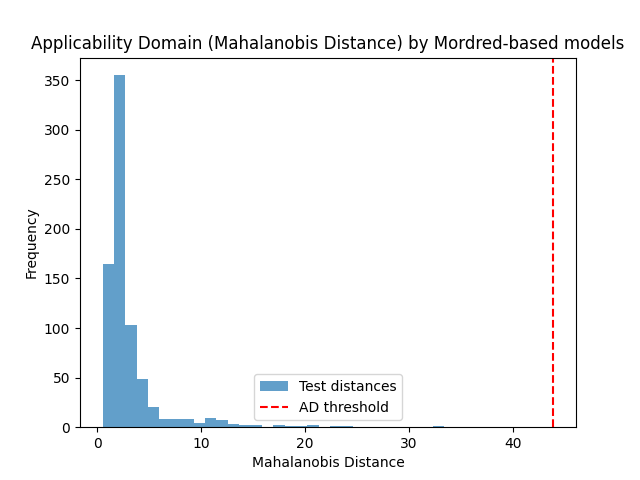 Applicability Domain (Mahalanobis Distance) by Mordred-based models
Frequency
350
300
250
200
150
100
50
0
Test distances
AD threshold
0
10
20
30
40
Mahalanobis Distance